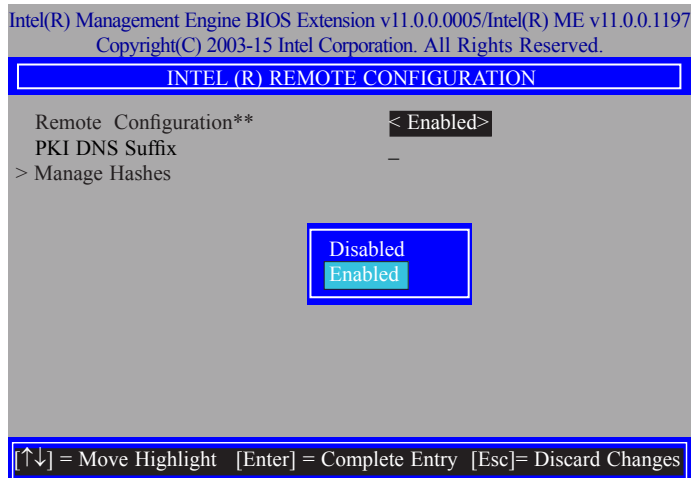 Intel(R) Management Engine BIOS Extension v11.0.0.0005/Intel(R) ME v11.0.0.1197
Copyright(C) 2003-15 Intel Corporation. All Rights Reserved.
INTEL (R) REMOTE CONFIGURATION
Remote Configuration** < Enabled>
PKI DNS Suffix _
> Manage Hashes
Disabled
Enabled
[↑↓] = Move Highlight [Enter] = Complete Entry [Esc]= Discard Changes